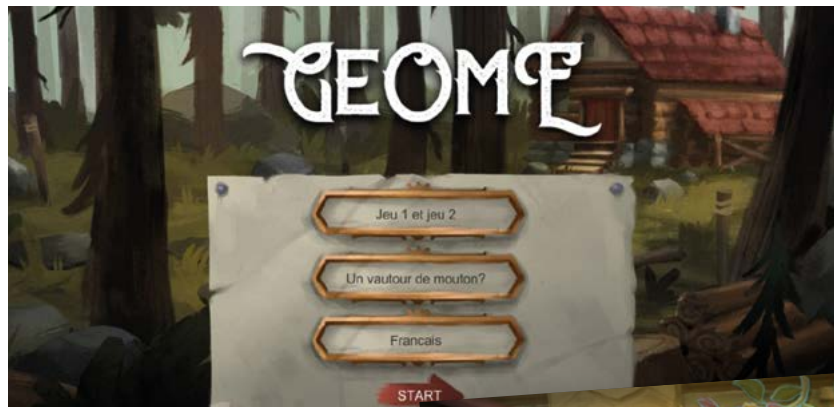 GEOME
Jeu 1 et jeu 2
Un vautour de mouton?
Francais
START